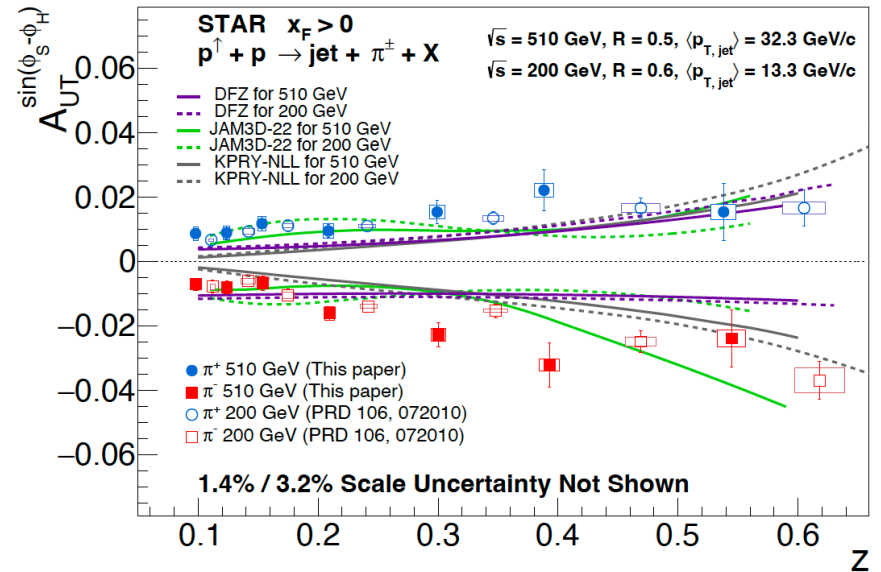 STAR x_F > 0
p↑ + p → jet + π± + X
√s = 510 GeV, R = 0.5, ⟨p_T, jet⟩ = 32.3 GeV/c
√s = 200 GeV, R = 0.6, ⟨p_T, jet⟩ = 13.3 GeV/c
DFZ for 510 GeV
DFZ for 200 GeV
JAM3D-22 for 510 GeV
JAM3D-22 for 200 GeV
KPRY-NLL for 510 GeV
KPRY-NLL for 200 GeV
A_UT^sin(ϕ_S-ϕ_H)
0.06
0.04
0.02
0
−0.02
−0.04
−0.06
π+ 510 GeV (This paper)
π- 510 GeV (This paper)
π+ 200 GeV (PRD 106, 072010)
π- 200 GeV (PRD 106, 072010)
1.4% / 3.2% Scale Uncertainty Not Shown
0.1 0.2 0.3 0.4 0.5 0.6
z